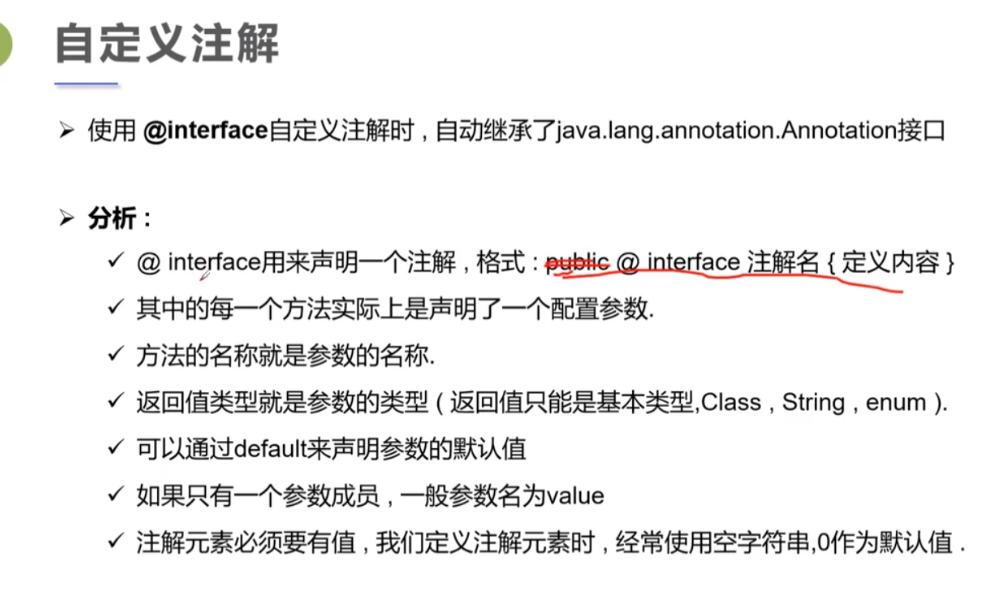 自定义注解
使用 @interface自定义注解时 , 自动继承了java.lang.annotation.Annotation接口
分析 :
@ interface用来声明一个注解 , 格式 : public @ interface 注解名 { 定义内容 }
其中的每一个方法实际上是声明了一个配置参数.
方法的名称就是参数的名称.
返回值类型就是参数的类型 ( 返回值只能是基本类型,Class , String , enum ).
可以通过default来声明参数的默认值
如果只有一个参数成员 , 一般参数名为value
注解元素必须要有值 , 我们定义注解元素时 , 经常使用空字符串,0作为默认值 .